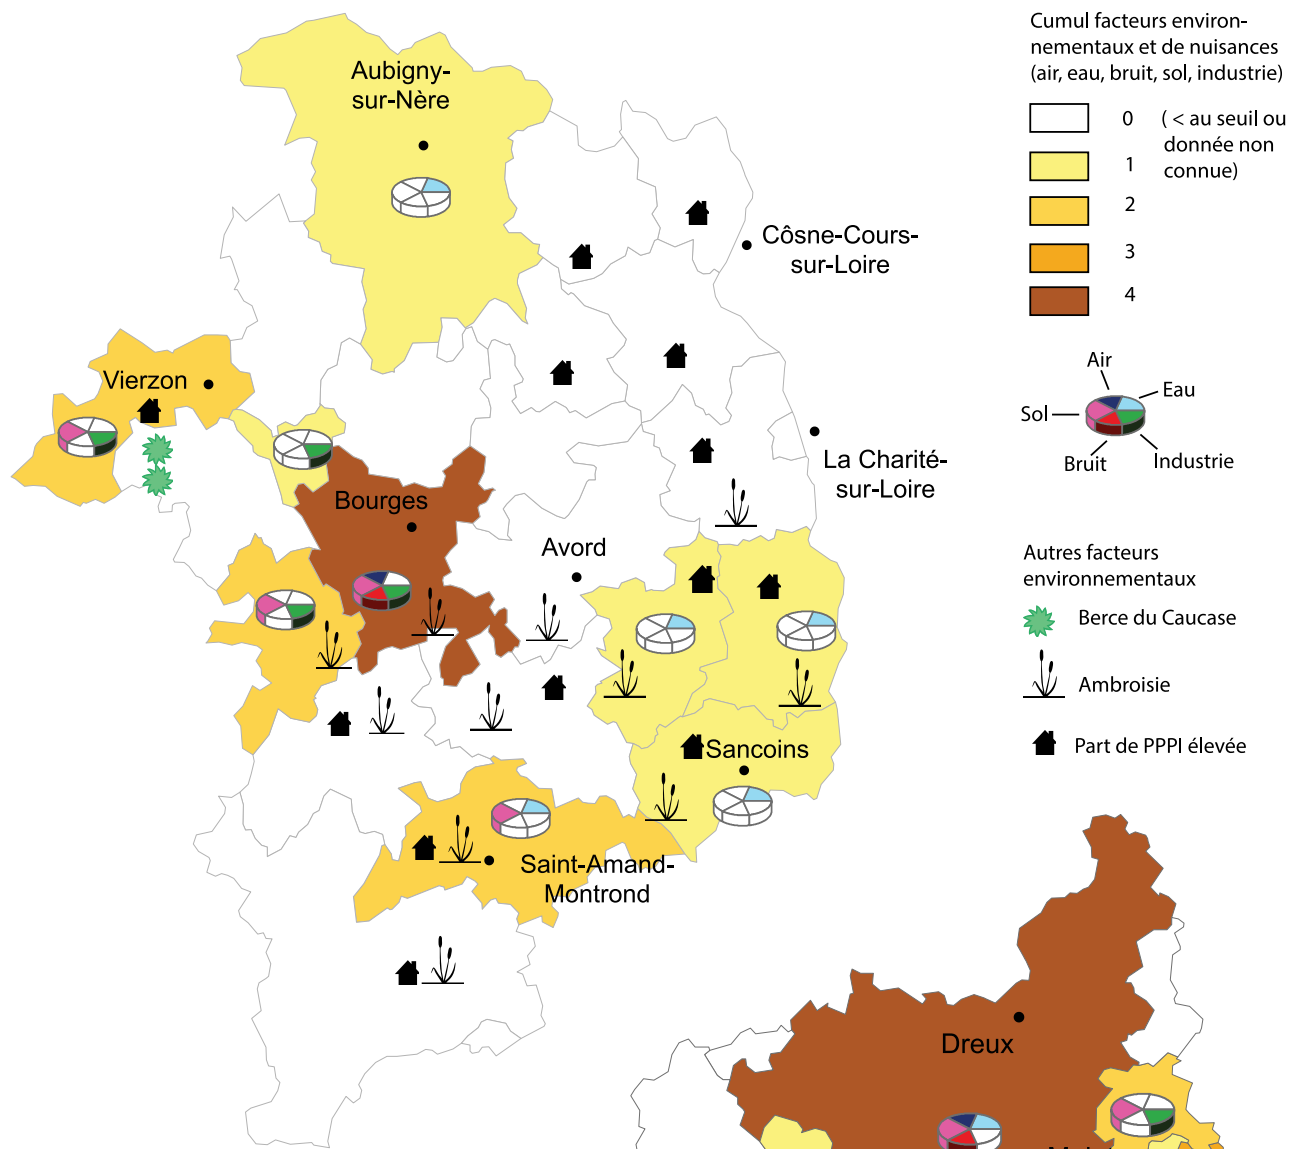 Cumul facteurs environ-
nementaux et de nuisances
(air, eau, bruit, sol, industrie)
0 ( < au seuil ou
donnée non
connue)
1
2
3
4
Air
Eau
Sol
Bruit
Industrie
Autres facteurs
environnementaux
Berce du Caucase
Ambroisie
Part de PPPI élevée
Aubigny-
sur-Nère
Côsne-Cours-
sur-Loire
Vierzon
La Charité-
sur-Loire
Bourges
Avord
Sancoins
Saint-Amand-
Montrond
Dreux